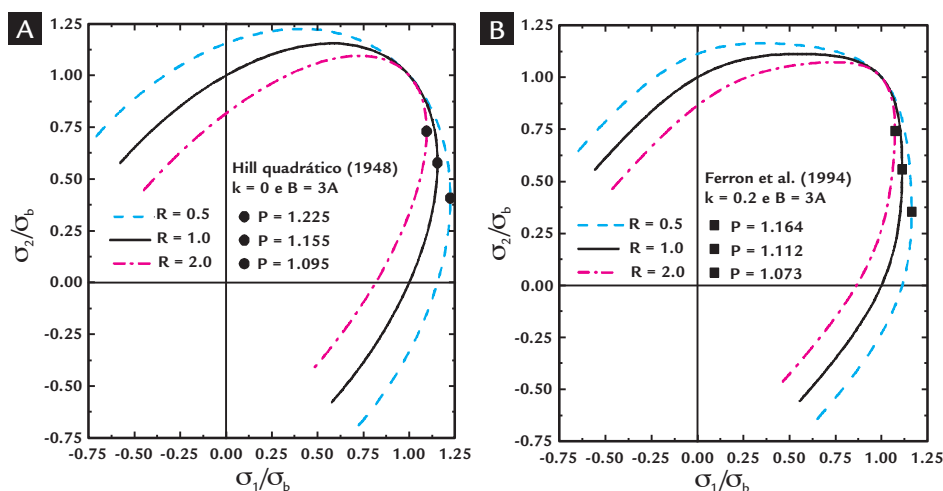 A
1.25
1.00
0.75
0.50
0.25
0.00
-0.25
-0.50
-0.75
σ2/σb
Hill quadrático (1948)
k = 0 e B = 3A
R = 0.5
R = 1.0
R = 2.0
P = 1.225
P = 1.155
P = 1.095
-0.75 -0.50 -0.25 0.00 0.25 0.50 0.75 1.00 1.25
σ1/σb
B
1.25
1.00
0.75
0.50
0.25
0.00
-0.25
-0.50
-0.75
σ2/σb
Ferron et al. (1994)
k = 0.2 e B = 3A
R = 0.5
R = 1.0
R = 2.0
P = 1.164
P = 1.112
P = 1.073
-0.75 -0.50 -0.25 0.00 0.25 0.50 0.75 1.00 1.25
σ1/σb